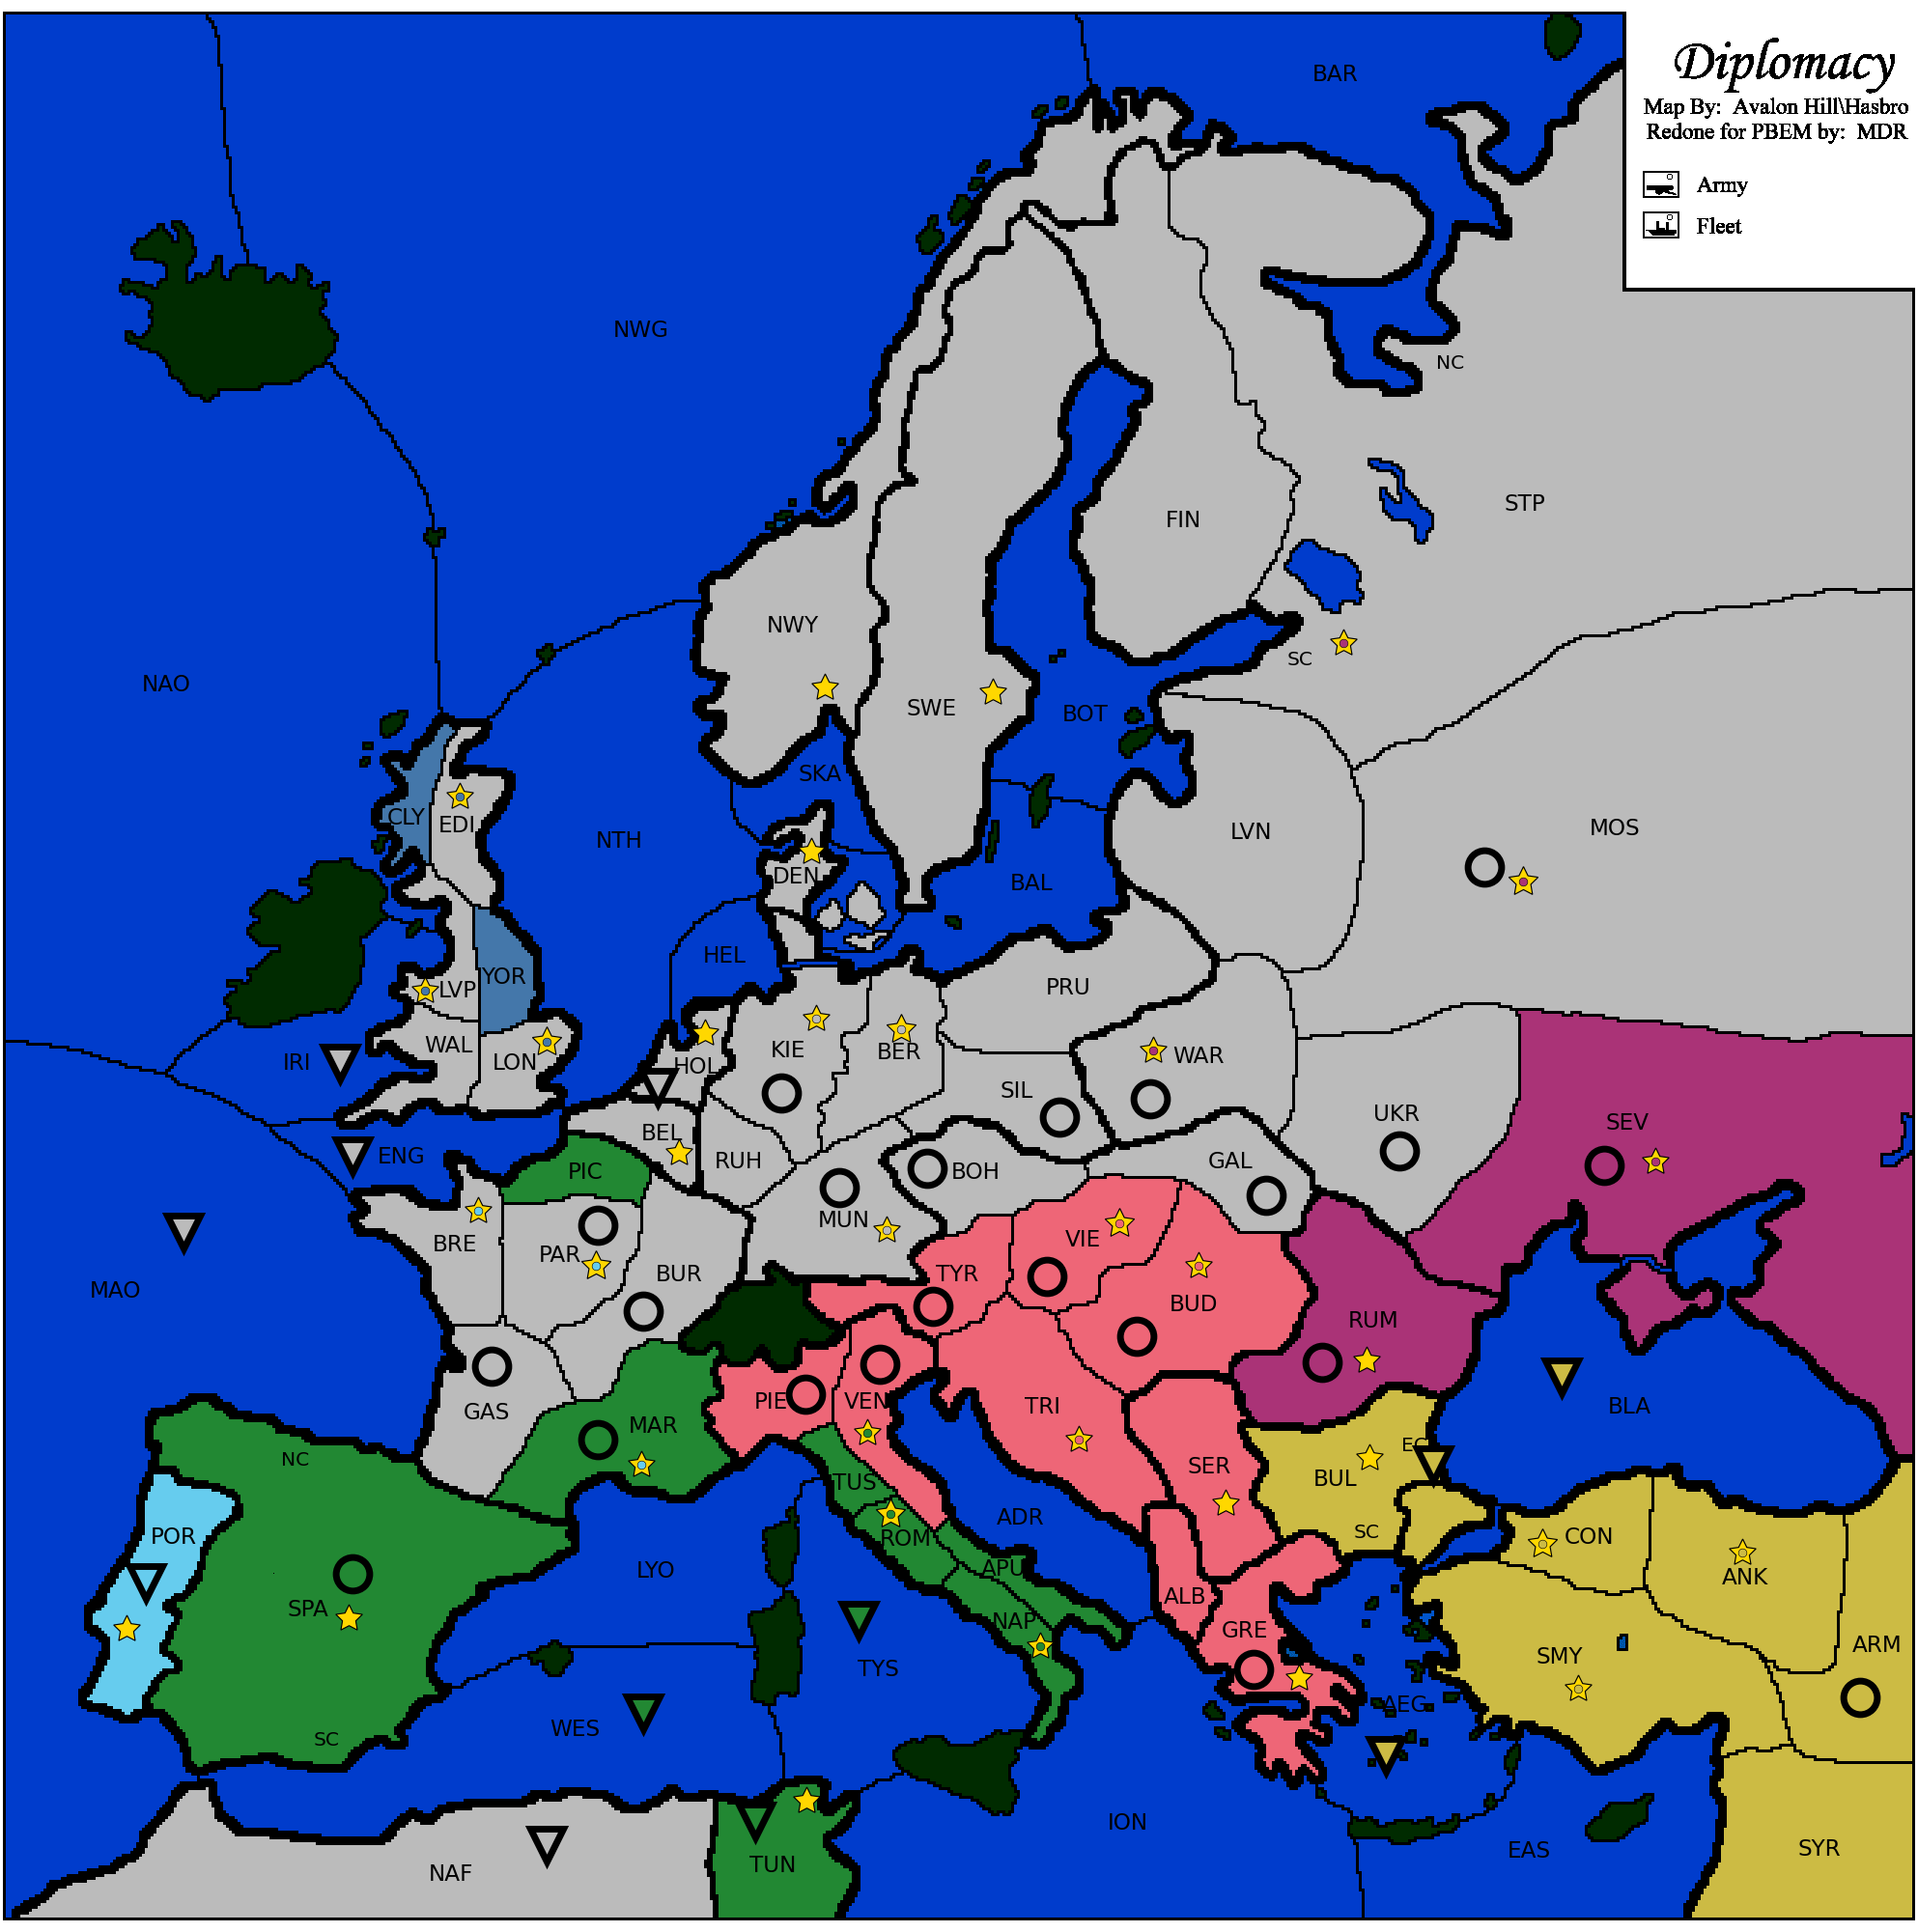 Diplomacy
Map By:  Avalon Hill\Hasbro
Redone for PBEM by:  MDR
Army
Fleet
BAR
NWG
NC
STP
FIN
NWY
SC
NAO
SWE
BOT
SKA
CLY
EDI
NTH
LVN
MOS
DEN
BAL
HEL
YOR
LVP
PRU
WAL
IRI
LON
HOL
KIE
BER
WAR
SIL
UKR
SEV
BEL
ENG
PIC
RUH
BOH
GAL
MUN
BRE
PAR
VIE
BUR
TYR
MAO
BUD
RUM
PIE
VEN
TRI
BLA
GAS
MAR
EC
NC
SER
BUL
TUS
ADR
SC
POR
ROM
CON
LYO
APU
ANK
ALB
SPA
NAP
GRE
ARM
SMY
TYS
AEG
WES
SC
ION
SYR
EAS
TUN
NAF